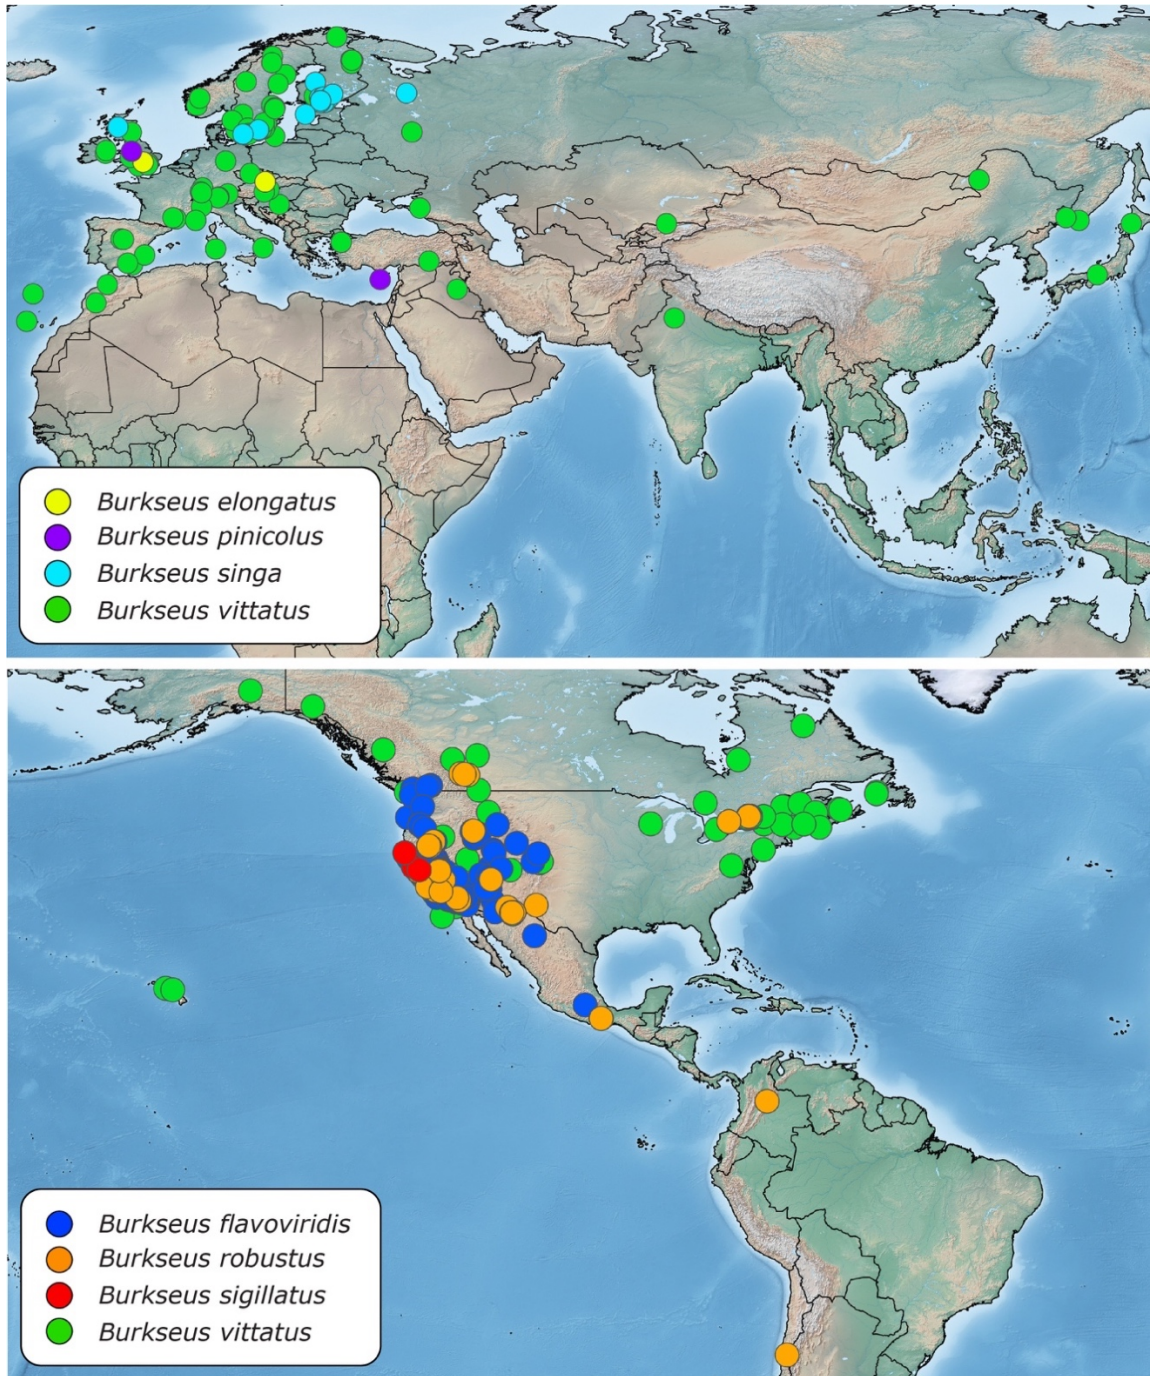 Burkseus elongatus
Burkseus pinicolus
Burkseus singa
Burkseus vittatus
Burkseus flavoviridis
Burkseus robustus
Burkseus sigillatus
Burkseus vittatus